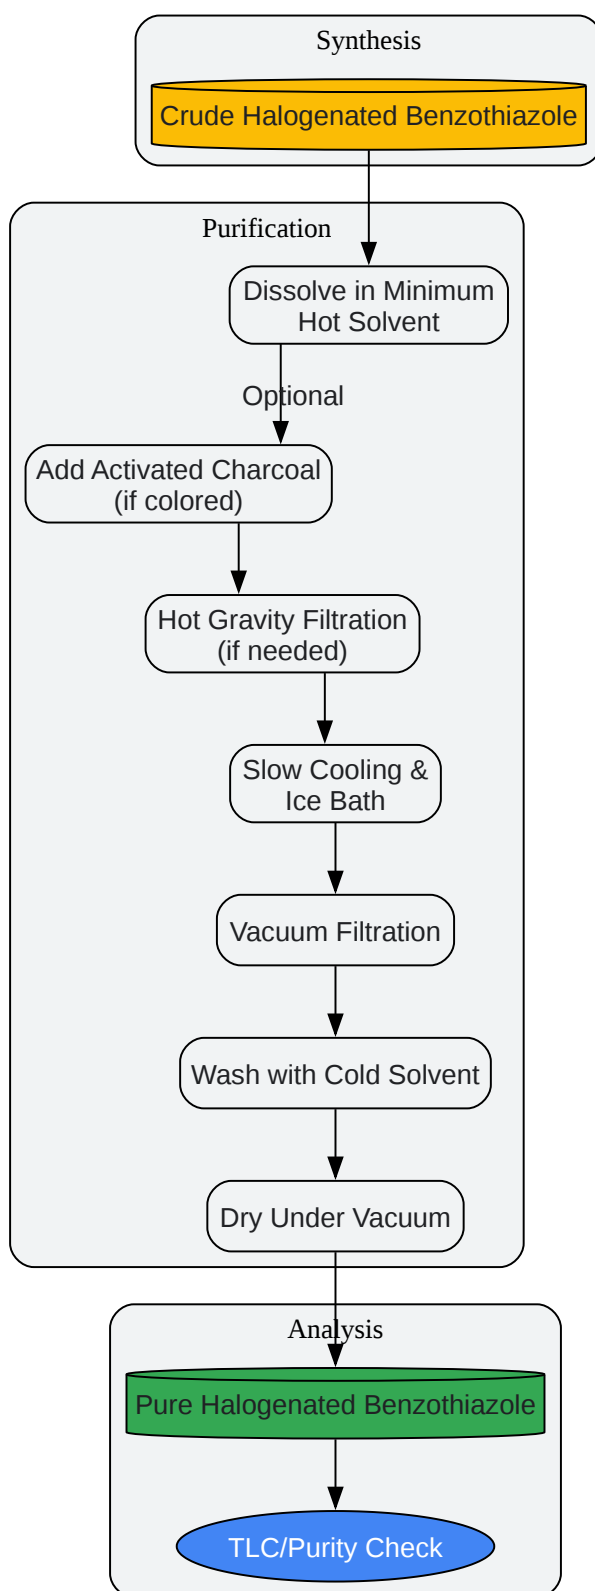 Synthesis
Crude Halogenated Benzothiazole
Purification
Dissolve in Minimum
Hot Solvent
Optional
Add Activated Charcoal
(if colored)
Hot Gravity Filtration
(if needed)
Slow Cooling &
Ice Bath
Vacuum Filtration
Wash with Cold Solvent
Dry Under Vacuum
Analysis
Pure Halogenated Benzothiazole
TLC/Purity Check